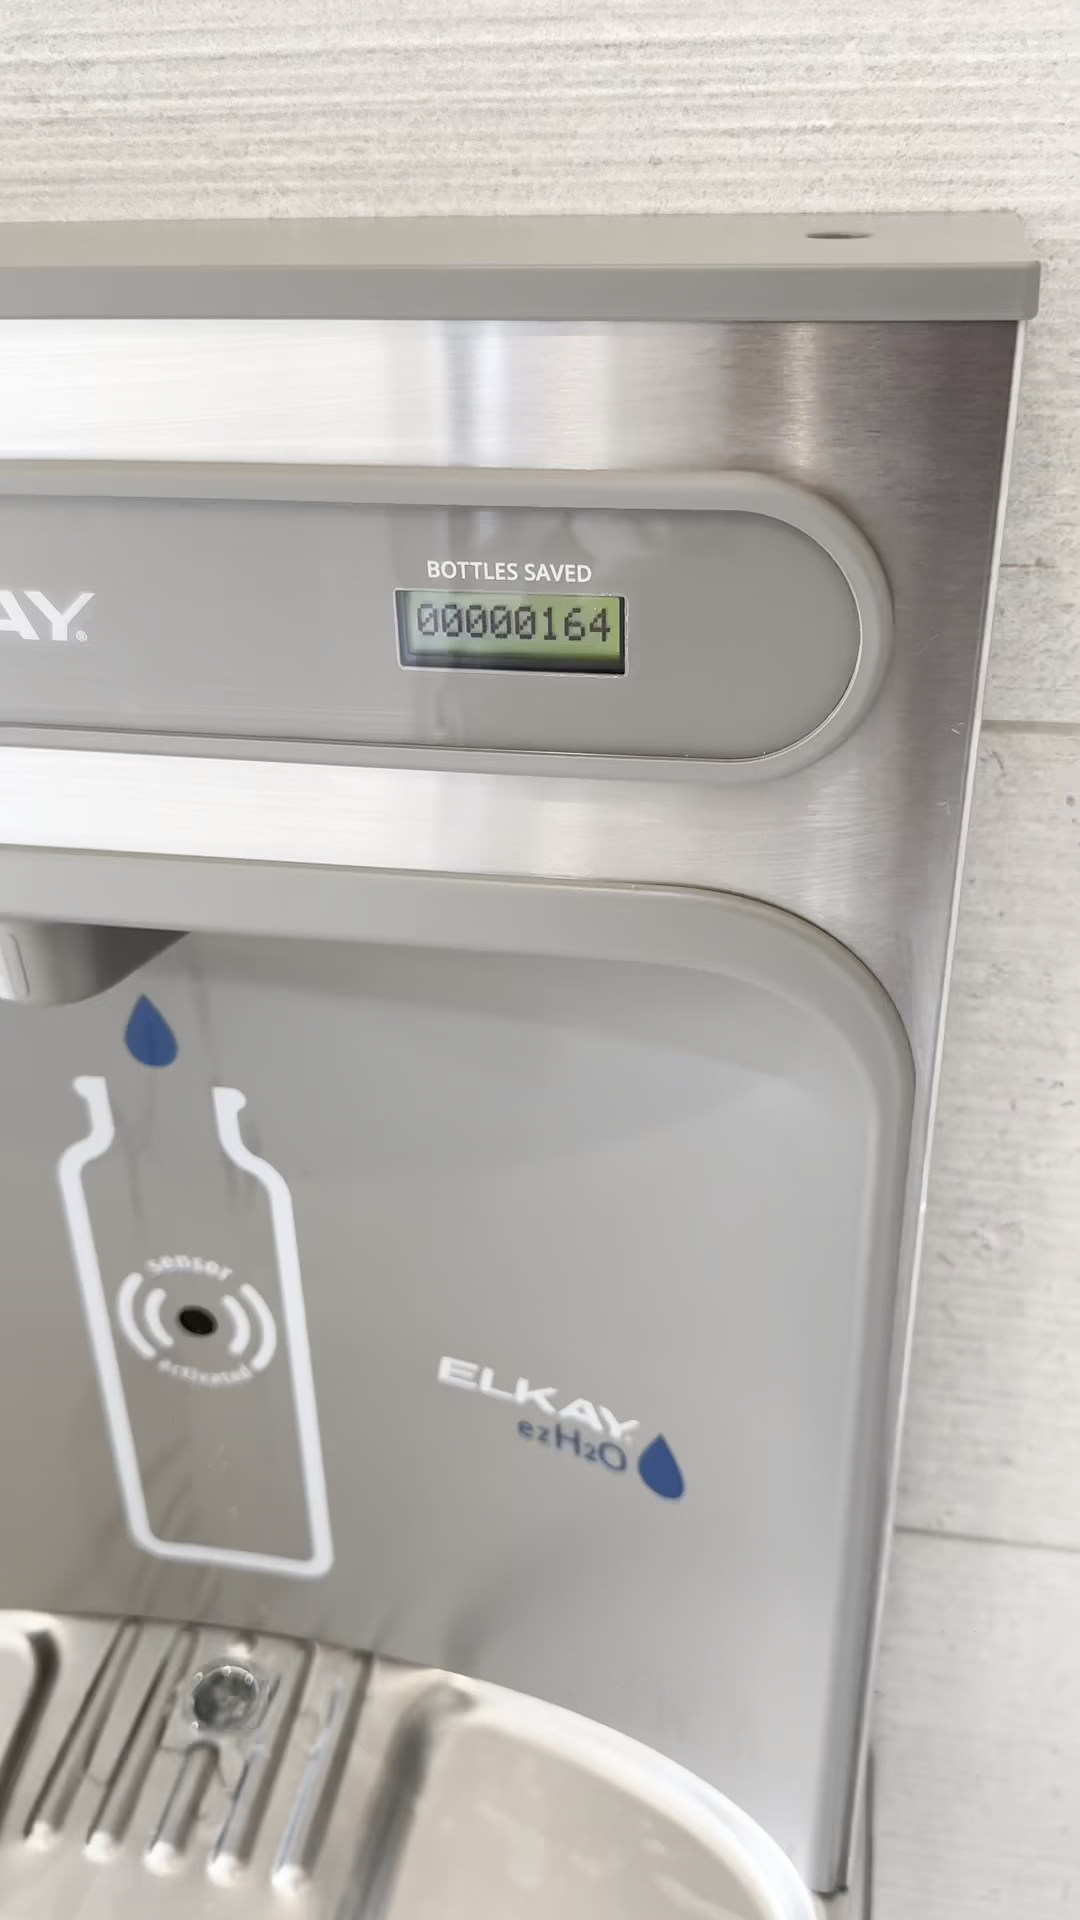 BOTTLES SAVED
00000164
AY®
sensor
activated
ELKAY
ezH2O